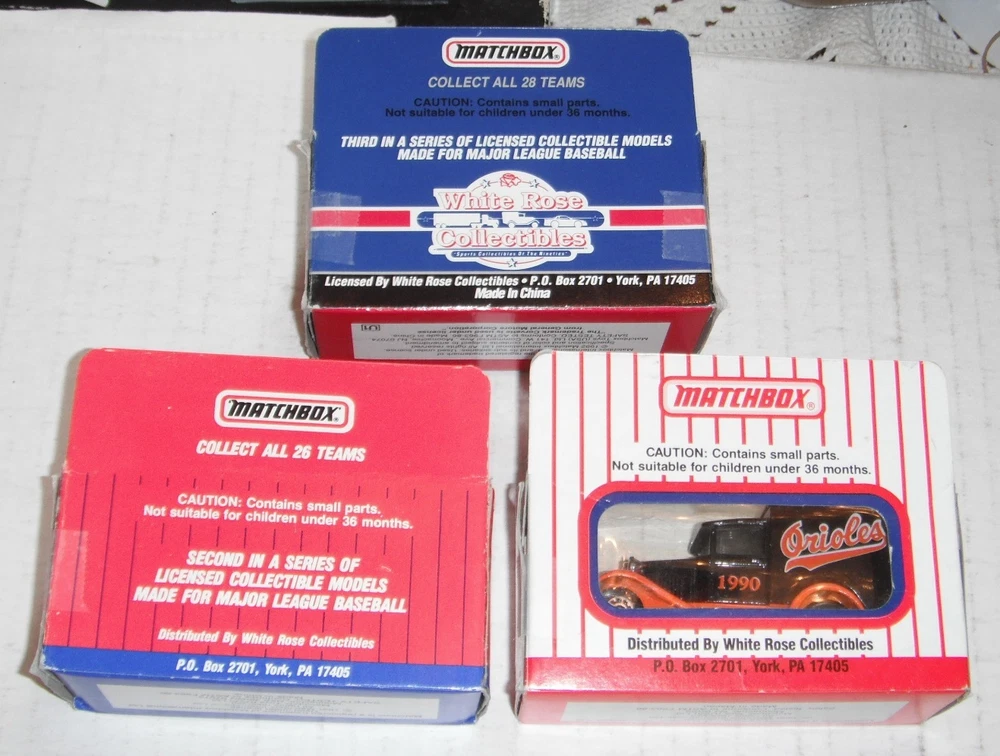 MATCHBOX®
COLLECT ALL 28 TEAMS
CAUTION: Contains small parts.
Not suitable for children under 36 months.
THIRD IN A SERIES OF LICENSED COLLECTIBLE MODELS
MADE FOR MAJOR LEAGUE BASEBALL
White Rose
Collectibles
Sports Collectibles Of The Nineties
Licensed By White Rose Collectibles • P.O. Box 2701 • York, PA 17405
Made In China
MATCHBOX®
COLLECT ALL 26 TEAMS
CAUTION: Contains small parts.
Not suitable for children under 36 months.
SECOND IN A SERIES OF
LICENSED COLLECTIBLE MODELS
MADE FOR MAJOR LEAGUE BASEBALL
Distributed By White Rose Collectibles
P.O. Box 2701, York, PA 17405
MATCHBOX®
CAUTION: Contains small parts.
Not suitable for children under 36 months.
Orioles
1990
Distributed By White Rose Collectibles
P.O. Box 2701, York, PA 17405